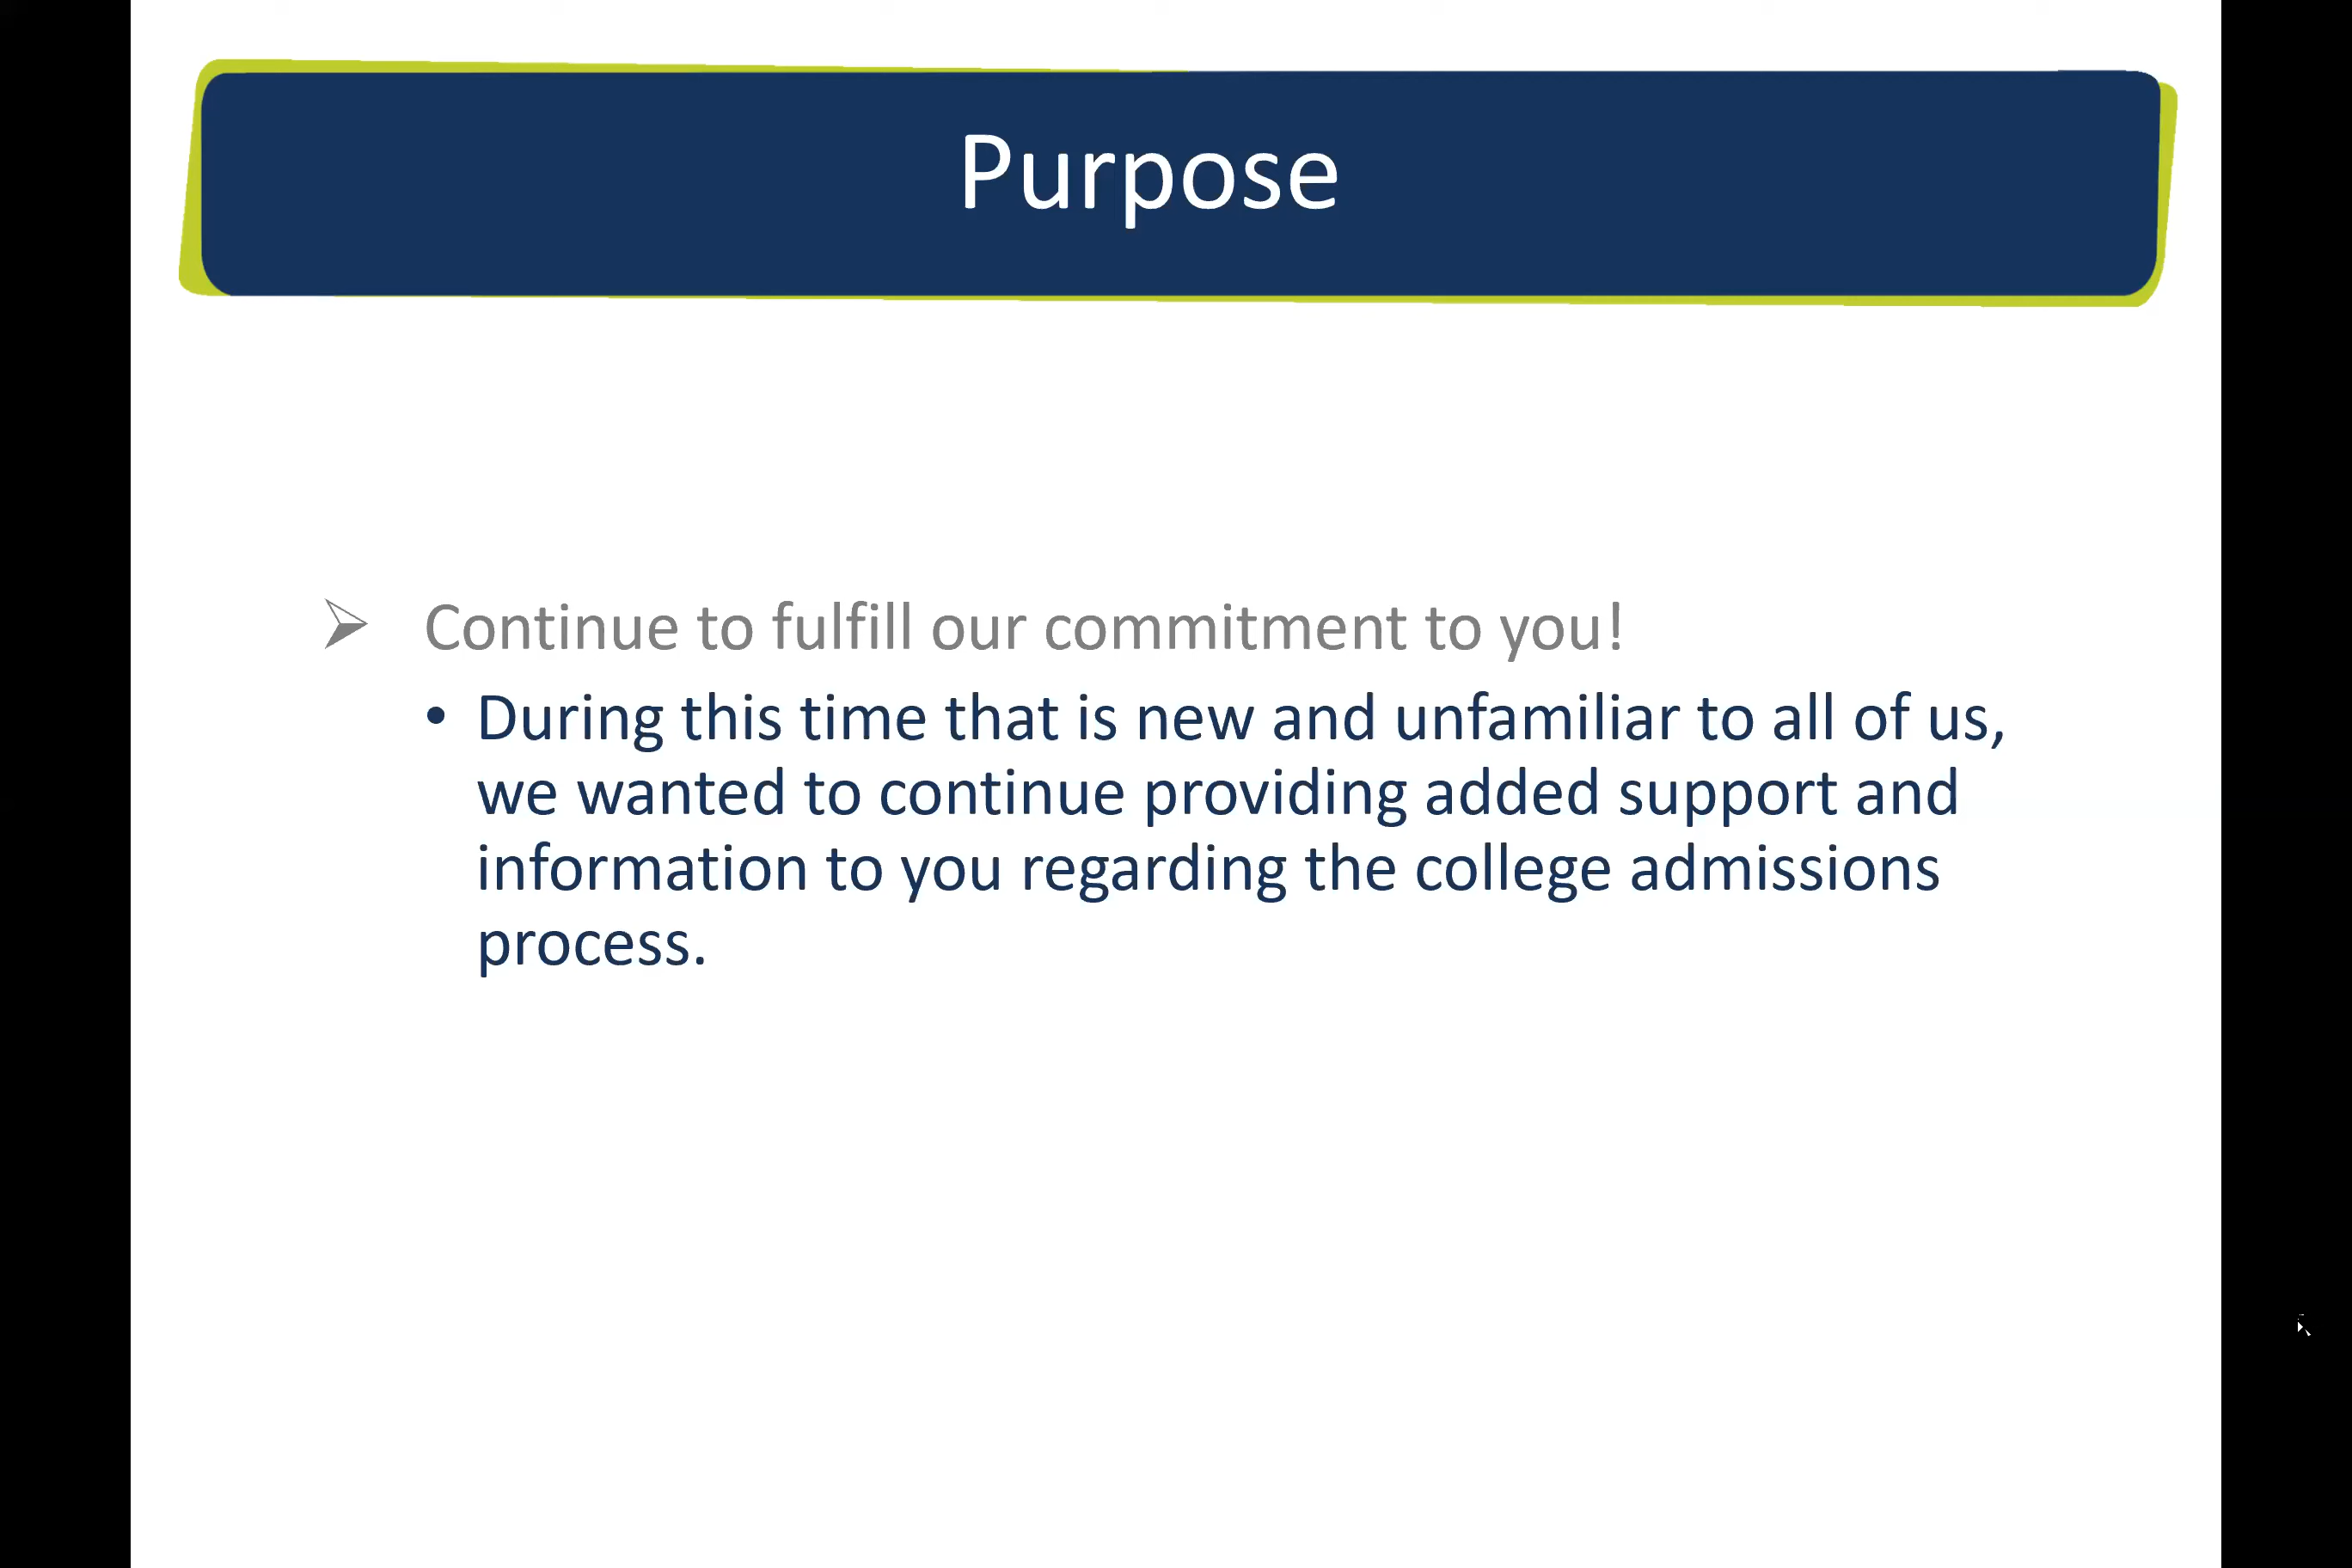 Purpose
➢ Continue to fulfill our commitment to you!
• During this time that is new and unfamiliar to all of us,
we wanted to continue providing added support and
information to you regarding the college admissions
process.